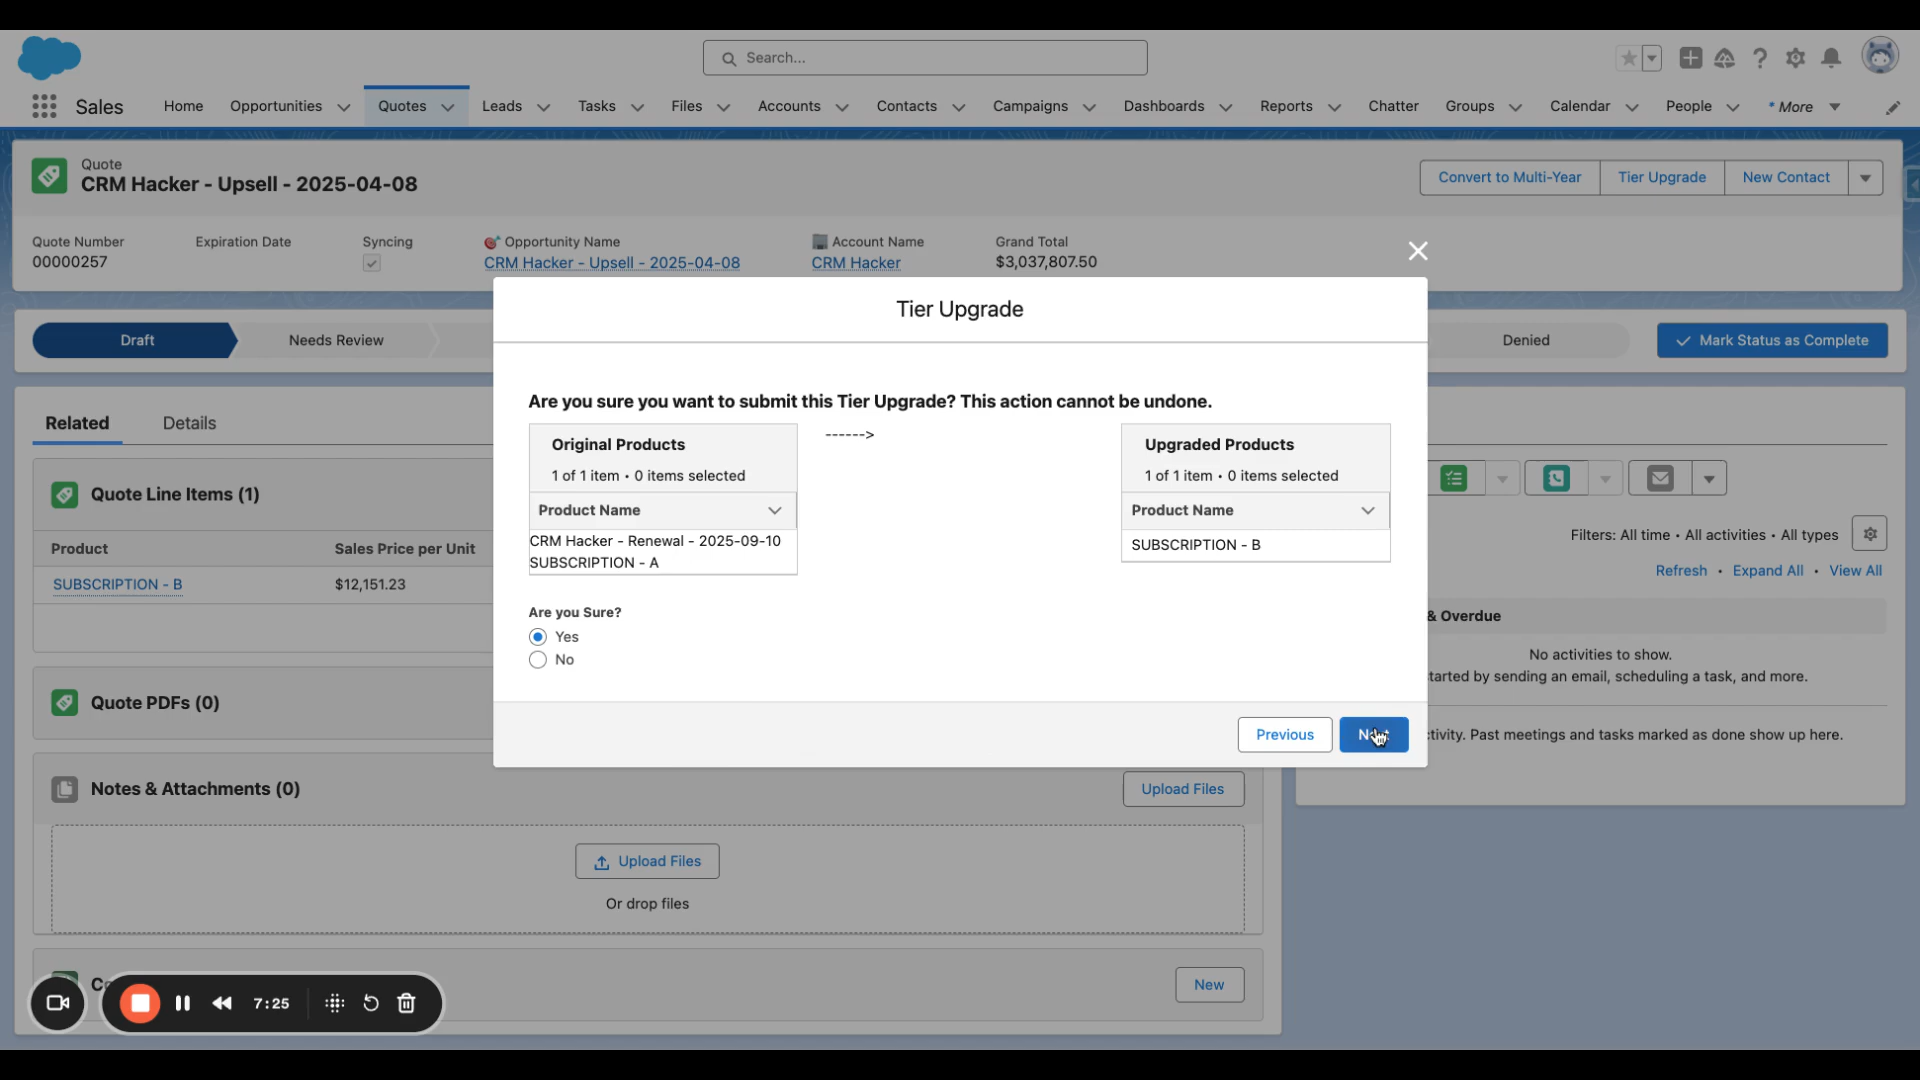 Search...
Sales
Home
Opportunities
Quotes
Leads
Tasks
Files
Accounts
Contacts
Campaigns
Dashboards
Reports
Chatter
Groups
Calendar
People
* More
Quote
CRM Hacker - Upsell - 2025-04-08
Convert to Multi-Year
Tier Upgrade
New Contact
Quote Number
00000257
Expiration Date
Syncing
Opportunity Name
CRM Hacker - Upsell - 2025-04-08
Account Name
CRM Hacker
Grand Total
$3,037,807.50
Draft
Needs Review
Denied
Mark Status as Complete
Tier Upgrade
Are you sure you want to submit this Tier Upgrade? This action cannot be undone.
Original Products
1 of 1 item • 0 items selected
Product Name
CRM Hacker - Renewal - 2025-09-10
SUBSCRIPTION - A
------>
Upgraded Products
1 of 1 item • 0 items selected
Product Name
SUBSCRIPTION - B
Are you Sure?
Yes
No
Previous
Related
Details
Quote Line Items (1)
Product
Sales Price per Unit
SUBSCRIPTION - B
$12,151.23
Quote PDFs (0)
Notes & Attachments (0)
Upload Files
Upload Files
Or drop files
New
7:25
Filters: All time • All activities • All types
Refresh • Expand All • View All
& Overdue
No activities to show.
by sending an email, scheduling a task, and more.
Past meetings and tasks marked as done show up here.